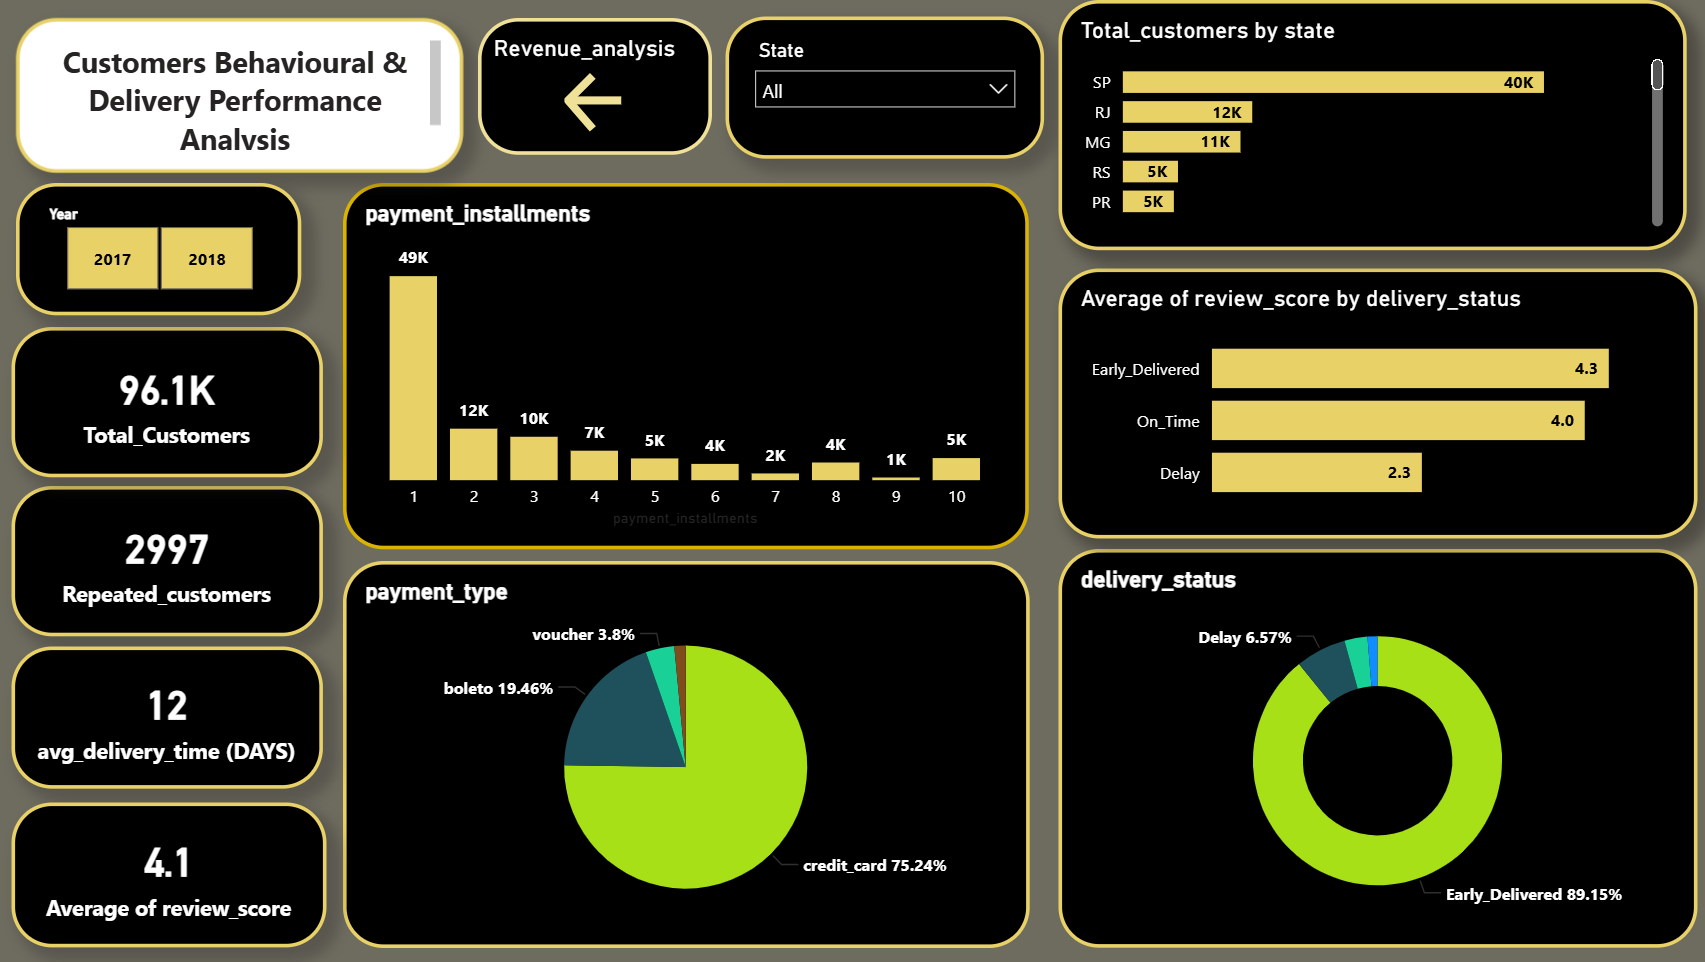 Customers Behavioural &
Delivery Performance
Analysis
Revenue_analysis
State
All
Total_customers by state
SP 40K
RJ 12K
MG 11K
RS 5K
PR 5K
Year
2017 2018
96.1K
Total_Customers
2997
Repeated_customers
12
avg_delivery_time (DAYS)
4.1
Average of review_score
payment_installments
49K 12K 10K 7K 5K 4K 2K 4K 1K 5K
1 2 3 4 5 6 7 8 9 10
payment_installments
payment_type
voucher 3.8%
boleto 19.46%
credit_card 75.24%
Average of review_score by delivery_status
Early_Delivered 4.3
On_Time 4.0
Delay 2.3
delivery_status
Delay 6.57%
Early_Delivered 89.15%